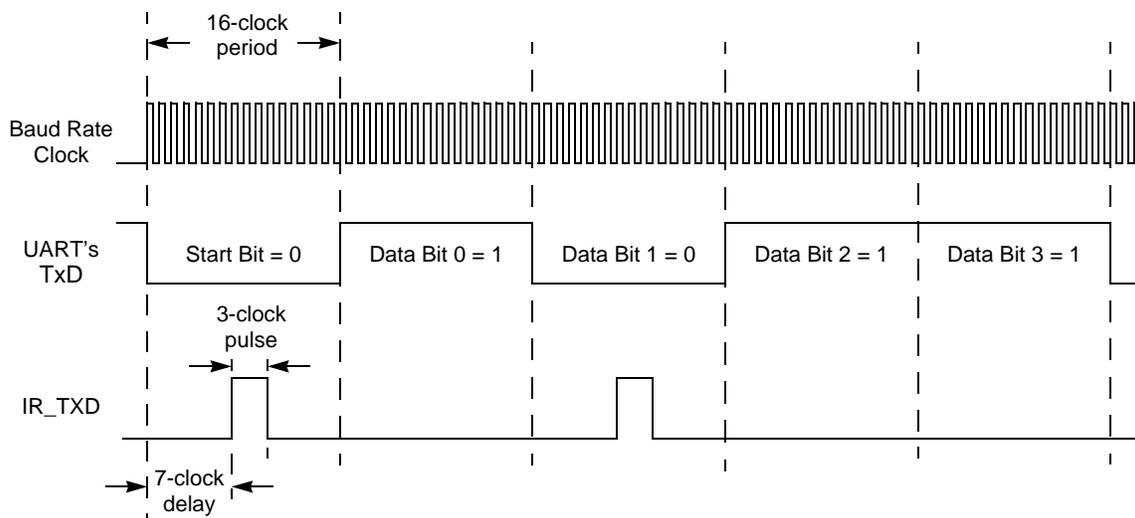 16-clock
period
Baud Rate
Clock
UART's
TxD
Start Bit = 0
Data Bit 0 = 1
Data Bit 1 = 0
Data Bit 2 = 1
Data Bit 3 = 1
3-clock
pulse
IR_TXD
7-clock
delay